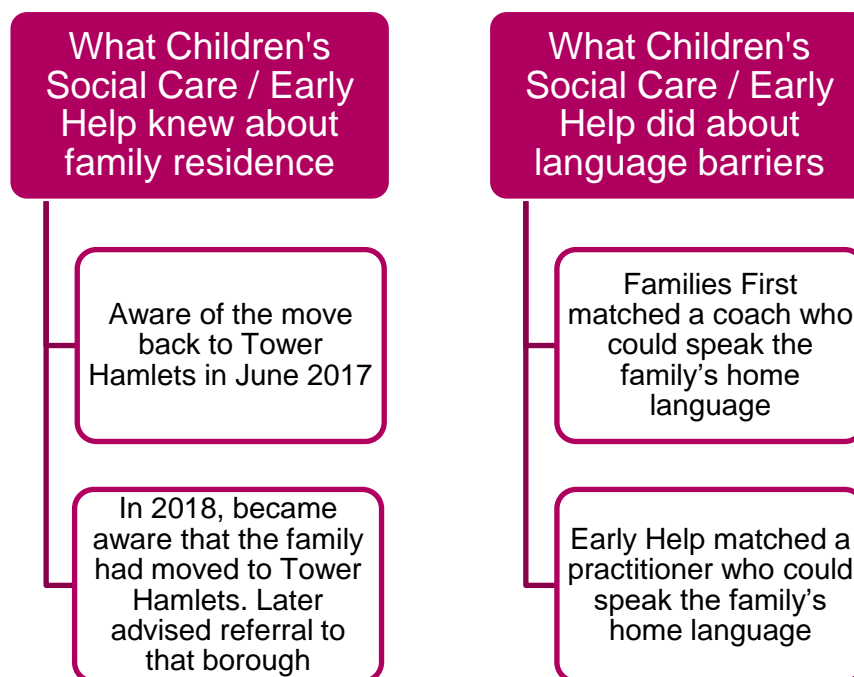 What Children's
Social Care / Early
Help knew about
family residence
Aware of the move
back to Tower
Hamlets in June 2017
In 2018, became
aware that the family
had moved to Tower
Hamlets. Later
advised referral to
that borough
What Children's
Social Care / Early
Help did about
language barriers
Families First
matched a coach who
could speak the
family’s home
language
Early Help matched a
practitioner who could
speak the family’s
home language